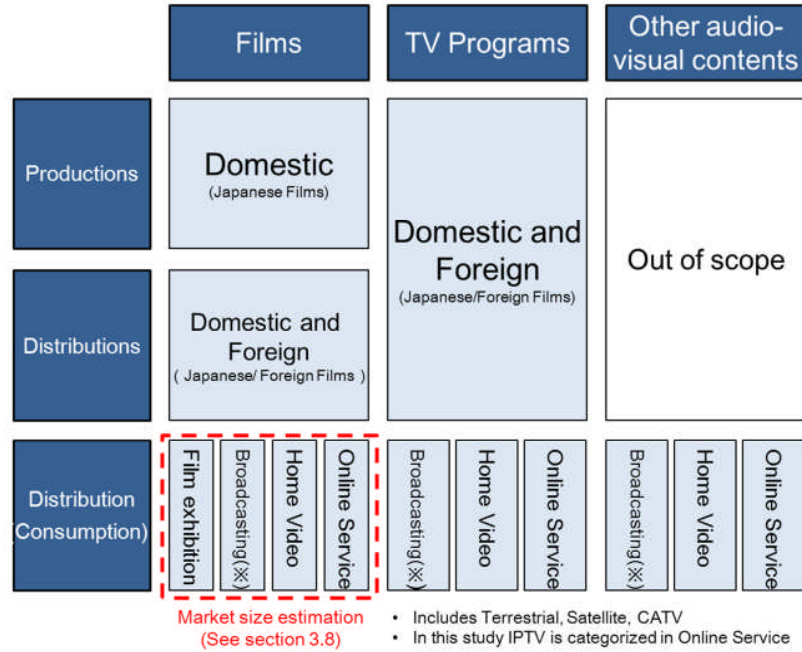 Films
TV Programs
Other audio-
visual contents
Productions
Domestic
(Japanese Films)
Domestic and
Foreign
(Japanese/Foreign Films)
Out of scope
Distributions
Domestic and
Foreign
( Japanese/ Foreign Films )
Distribution
(Consumption)
Film exhibition
Broadcasting(※)
Home Video
Online Service
Broadcasting(※)
Home Video
Online Service
Broadcasting(※)
Home Video
Online Service
Market size estimation
(See section 3.8)
• Includes Terrestrial, Satellite, CATV
• In this study IPTV is categorized in Online Service